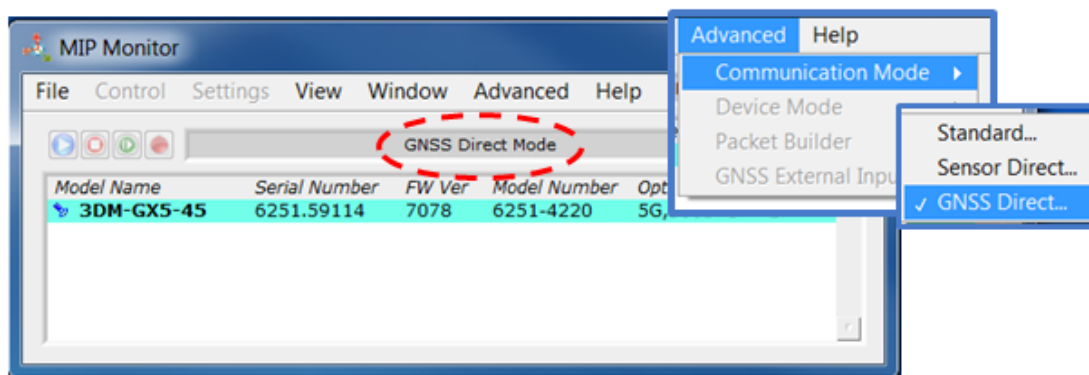 MIP Monitor
File Control Settings View Window Advanced Help
GNSS Direct Mode
Model Name Serial Number FW Ver Model Number
3DM-GX5-45 6251.59114 7078 6251-4220 5G,
Advanced Help
Communication Mode
Device Mode
Packet Builder
GNSS External
Standard...
Sensor Direct...
✓ GNSS Direct...